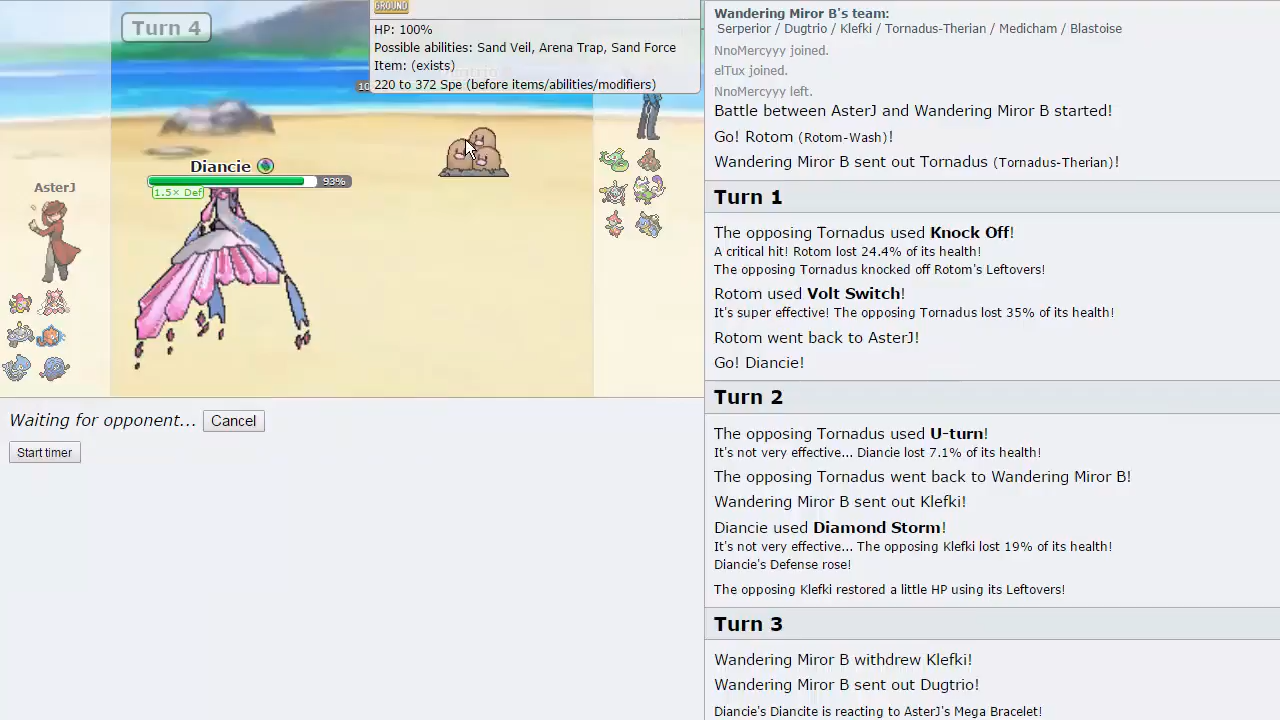 Turn 4
GROUND
HP: 100%
Possible abilities: Sand Veil, Arena Trap, Sand Force
Item: (exists)
220 to 372 Spe (before items/abilities/modifiers)
Diancie
93%
1.5× Def
AsterJ
Waiting for opponent... Cancel
Start timer
Wandering Miror B's team:
Serperior / Dugtrio / Klefki / Tornadus-Therian / Medicham / Blastoise
NnoMercyyy joined.
elTux joined.
NnoMercyyy left.
Battle between AsterJ and Wandering Miror B started!
Go! Rotom (Rotom-Wash)!
Wandering Miror B sent out Tornadus (Tornadus-Therian)!
Turn 1
The opposing Tornadus used Knock Off!
A critical hit! Rotom lost 24.4% of its health!
The opposing Tornadus knocked off Rotom's Leftovers!
Rotom used Volt Switch!
It's super effective! The opposing Tornadus lost 35% of its health!
Rotom went back to AsterJ!
Go! Diancie!
Turn 2
The opposing Tornadus used U-turn!
It's not very effective... Diancie lost 7.1% of its health!
The opposing Tornadus went back to Wandering Miror B!
Wandering Miror B sent out Klefki!
Diancie used Diamond Storm!
It's not very effective... The opposing Klefki lost 19% of its health!
Diancie's Defense rose!
The opposing Klefki restored a little HP using its Leftovers!
Turn 3
Wandering Miror B withdrew Klefki!
Wandering Miror B sent out Dugtrio!
Diancie's Diancite is reacting to AsterJ's Mega Bracelet!